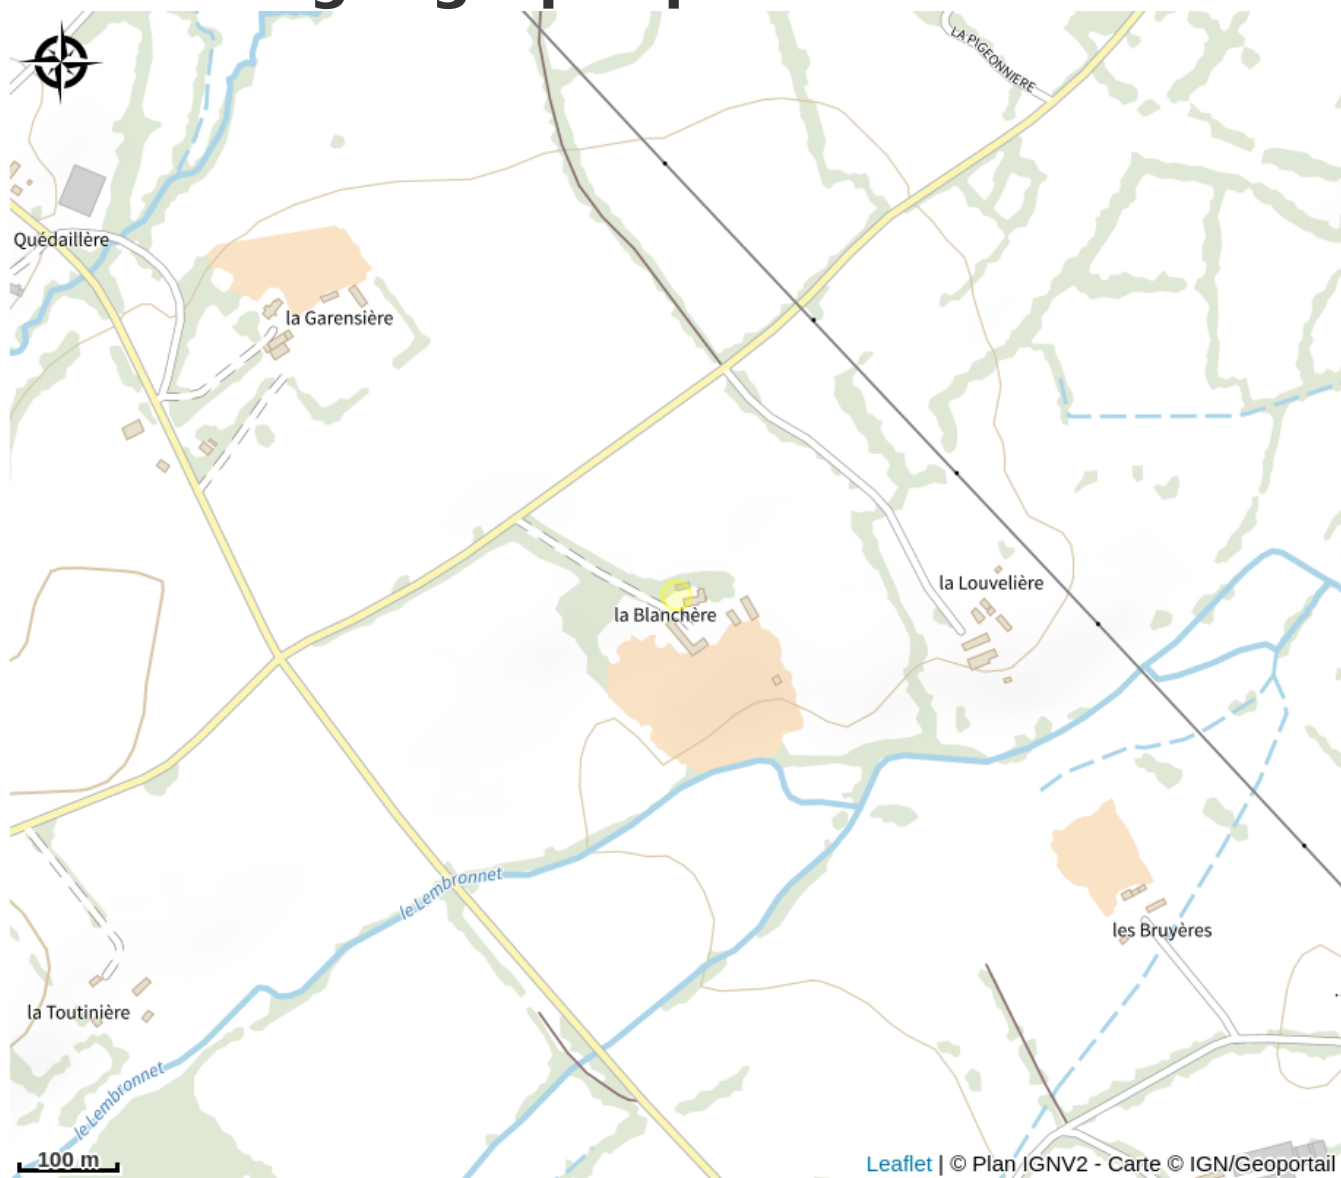 LA PIGEONNIERE
Quédaillère
la Garensière
la Louvelière
la Blanchère
le Lembronnet
les Bruyères
la Toutinière
le Lembronnet
100 m
Leaflet | © Plan IGNV2 - Carte © IGN/Geoportail